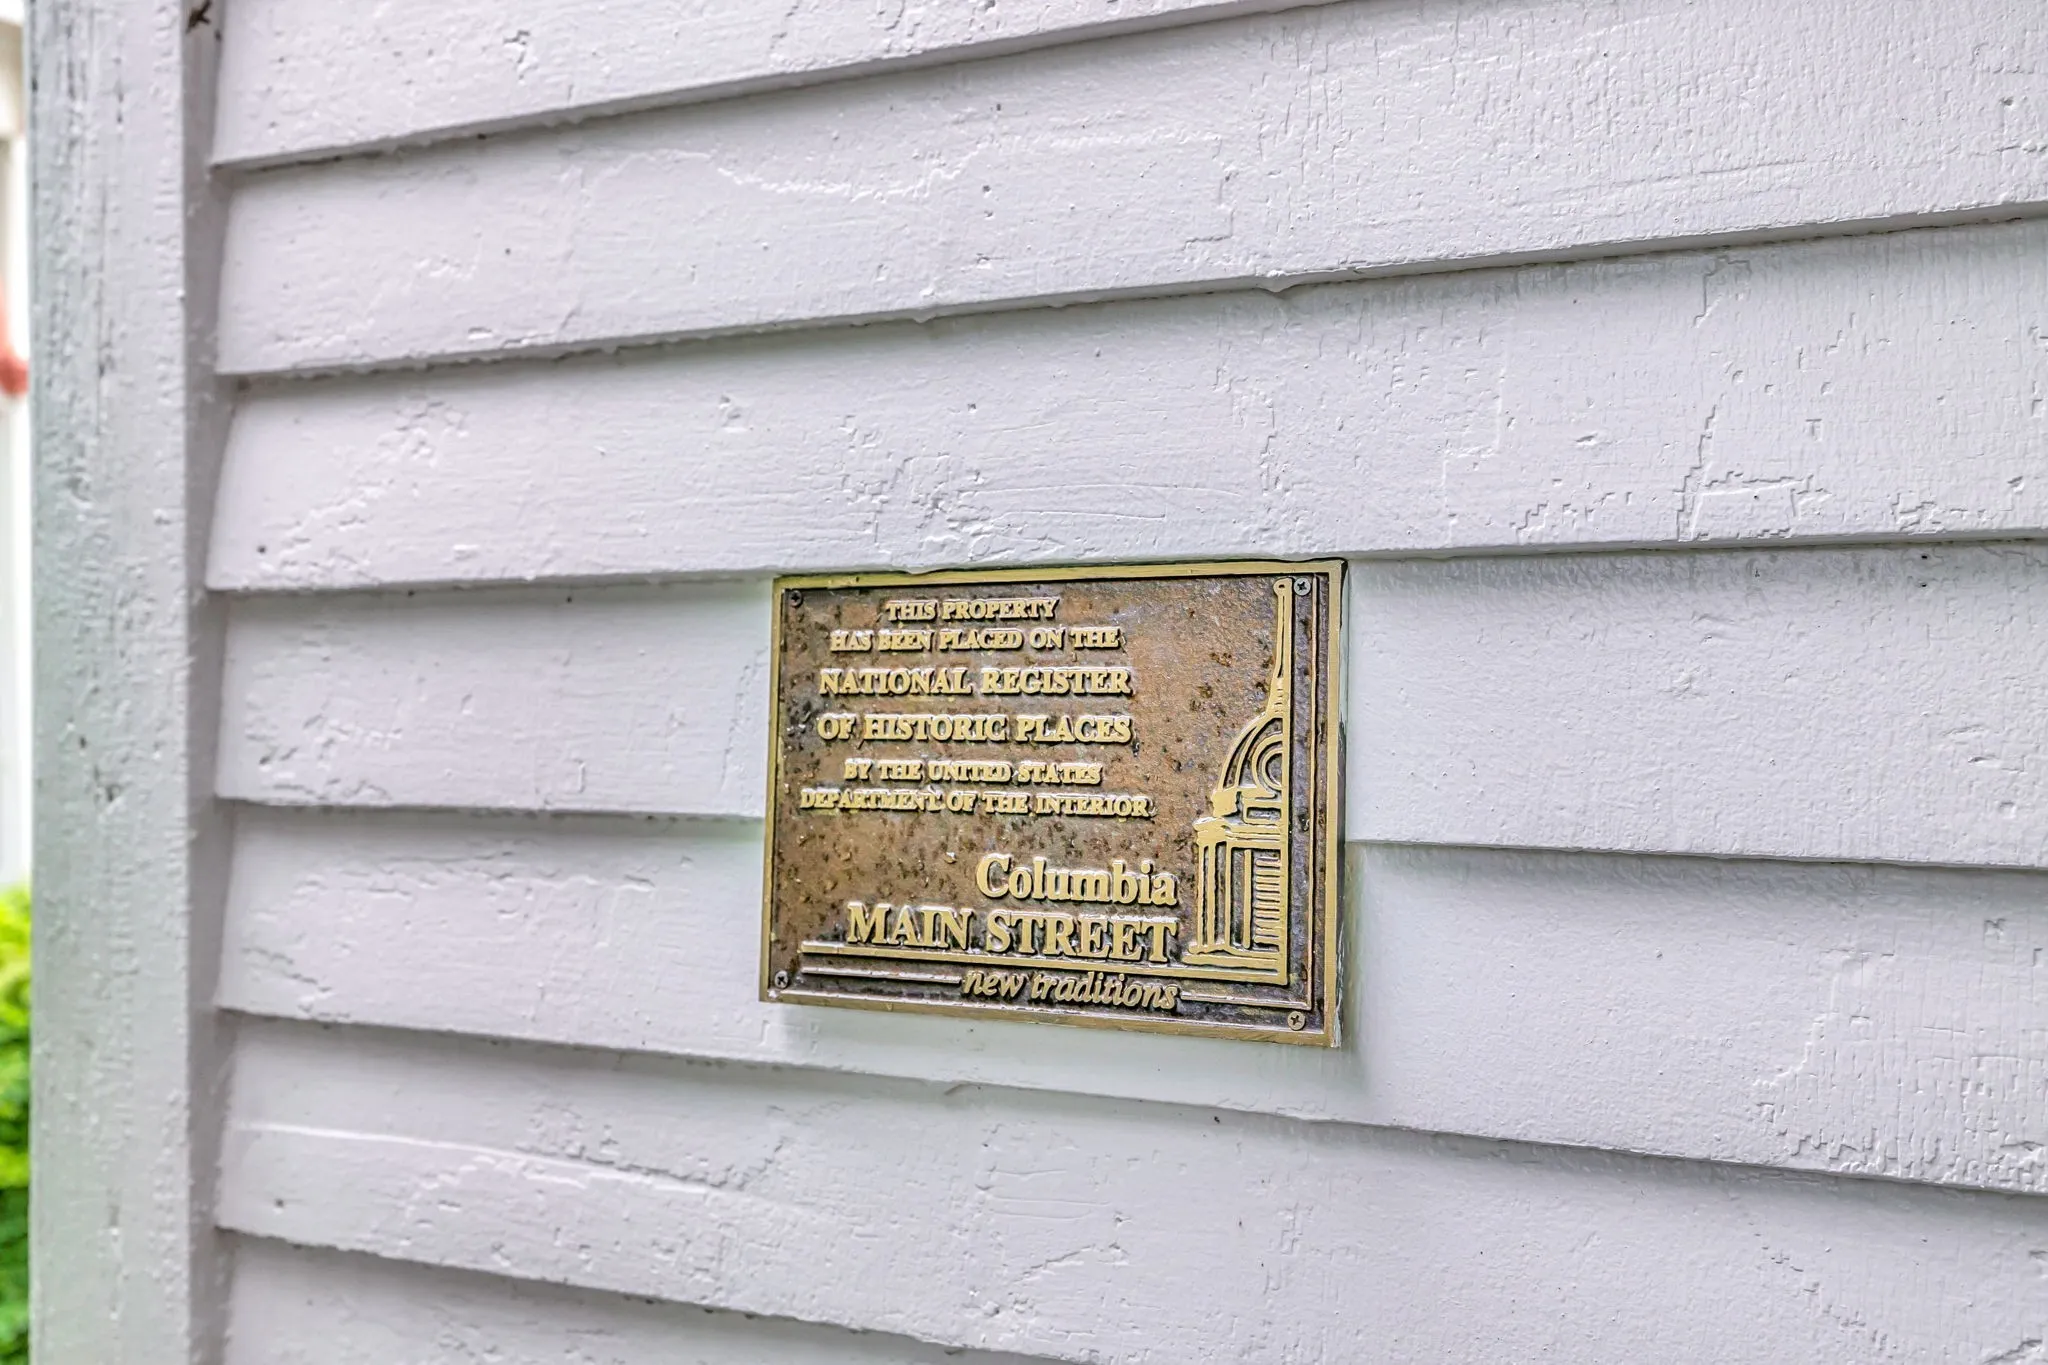 THIS PROPERTY
HAS BEEN PLACED ON THE
NATIONAL REGISTER
OF HISTORIC PLACES
BY THE UNITED STATES
DEPARTMENT OF THE INTERIOR
Columbia
MAIN STREET
new traditions